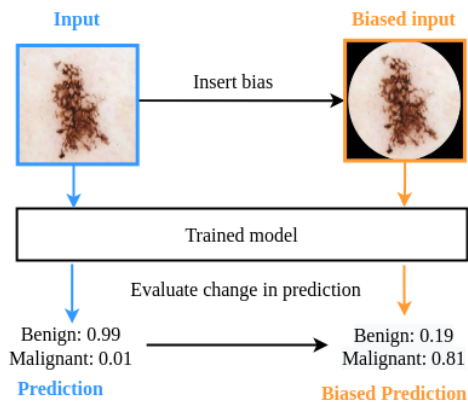 Input
Biased input
Insert bias
Trained model
Evaluate change in prediction
Benign: 0.99
Malignant: 0.01
Benign: 0.19
Malignant: 0.81
Prediction
Biased Prediction